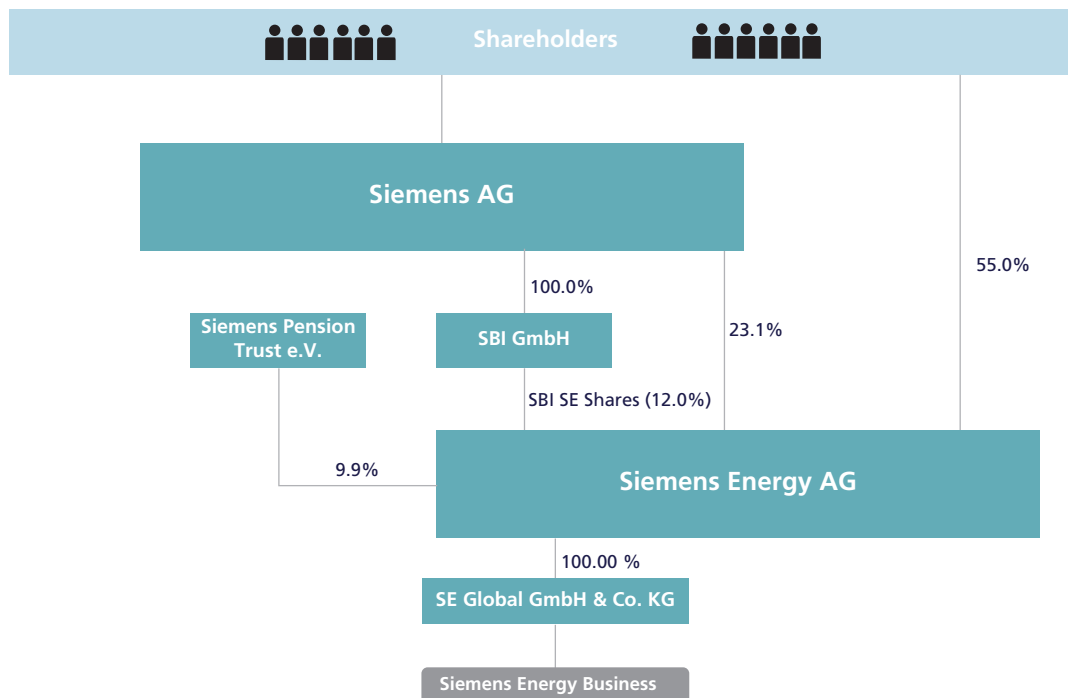 Shareholders
Siemens AG
55.0%
100.0%
Siemens Pension
Trust e.V.
SBI GmbH
23.1%
SBI SE Shares (12.0%)
9.9%
Siemens Energy AG
100.00 %
SE Global GmbH & Co. KG
Siemens Energy Business